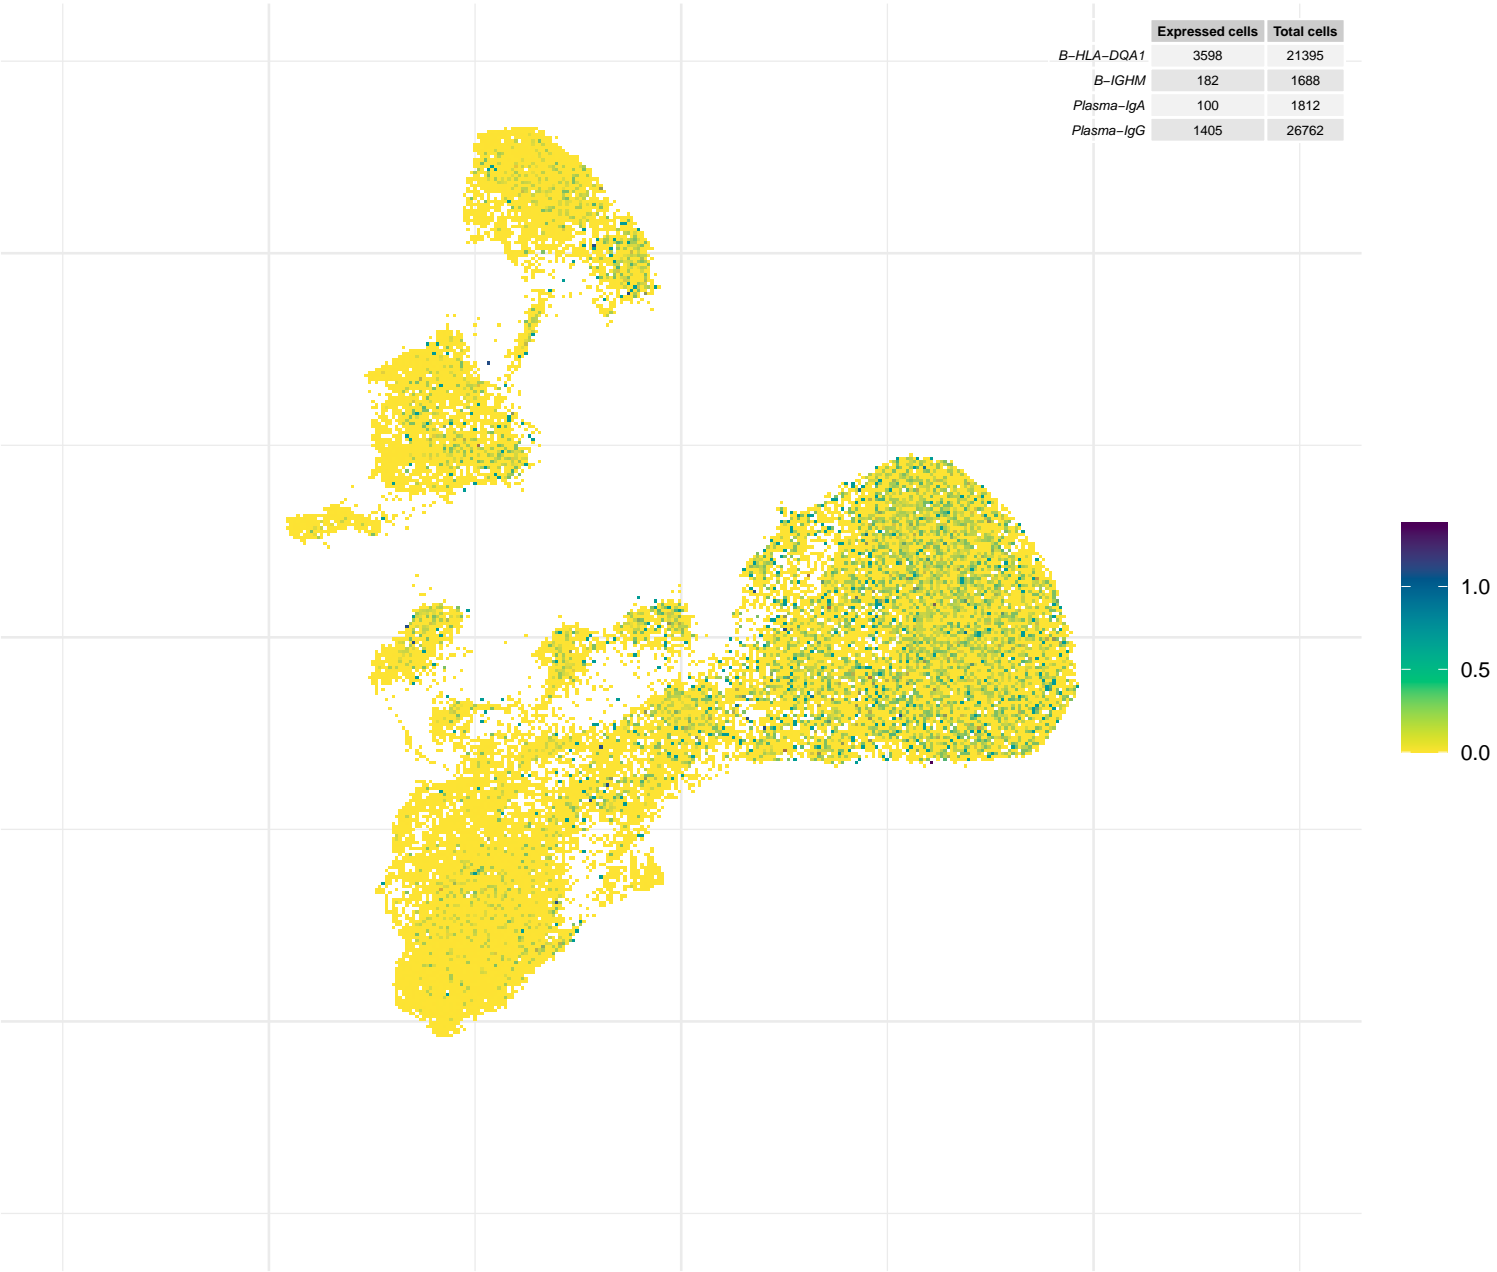 Expressed cells Total cells
B−HLA−DQA1 3598 21395
B−IGHM 182 1688
Plasma−IgA 100 1812
Plasma−IgG 1405 26762
1.0
0.5
0.0